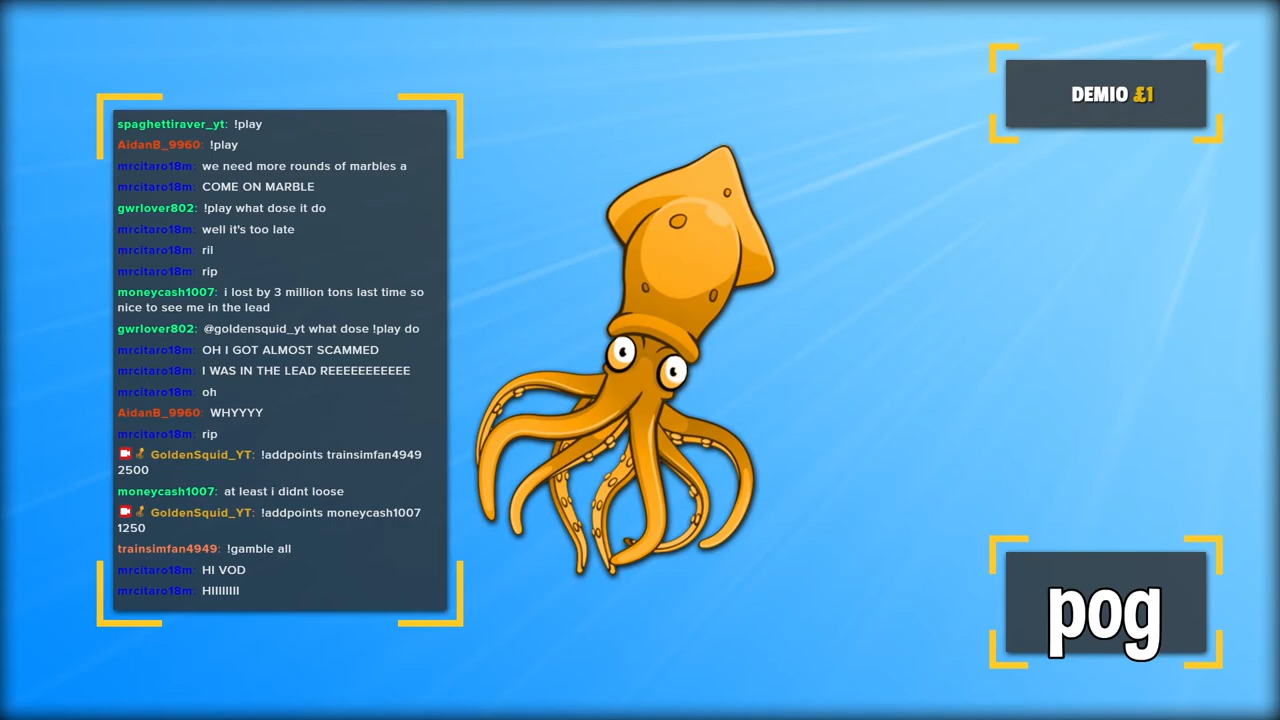 spaghettiraver_yt: !play
AidanB_9960: !play
mrcitaro18m: we need more rounds of marbles a
mrcitaro18m: COME ON MARBLE
gwrlover802: !play what dose it do
mrcitaro18m: well it's too late
mrcitaro18m: ril
mrcitaro18m: rip
moneycash1007: i lost by 3 million tons last time so
nice to see me in the lead
gwrlover802: @goldensquid_yt what dose !play do
mrcitaro18m: OH I GOT ALMOST SCAMMED
mrcitaro18m: I WAS IN THE LEAD REEEEEEEEEEE
mrcitaro18m: oh
AidanB_9960: WHYYYY
mrcitaro18m: rip
GoldenSquid_YT: !addpoints trainsimfan4949
2500
moneycash1007: at least i didnt loose
GoldenSquid_YT: !addpoints moneycash1007
1250
trainsimfan4949: !gamble all
mrcitaro18m: HI VOD
mrcitaro18m: HIIIIIIII
DEMIO £1
pog